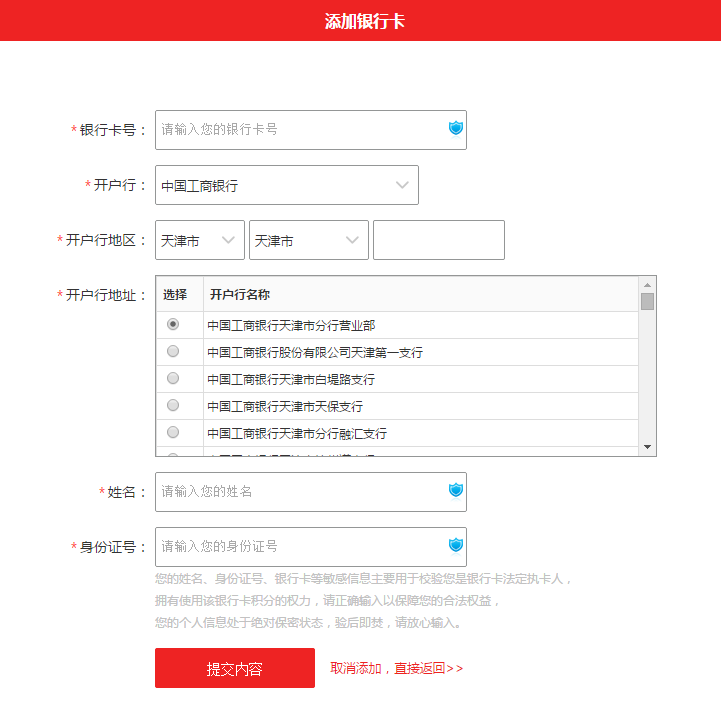 添加银行卡
*银行卡号： 请输入您的银行卡号
*开户行： 中国工商银行
*开户行地区： 天津市 天津市
*开户行地址： 选择 开户行名称
中国工商银行天津市分行营业部
中国工商银行股份有限公司天津第一支行
中国工商银行天津市白堤路支行
中国工商银行天津市天保支行
中国工商银行天津市分行融汇支行
*姓名： 请输入您的姓名
*身份证号： 请输入您的身份证号
您的姓名、身份证号、银行卡等敏感信息主要用于校验您是银行卡法定执卡人，
拥有使用该银行卡积分的权力，请正确输入以保障您的合法权益，
您的个人信息处于绝对保密状态，验后即焚，请放心输入。
提交内容 取消添加，直接返回>>